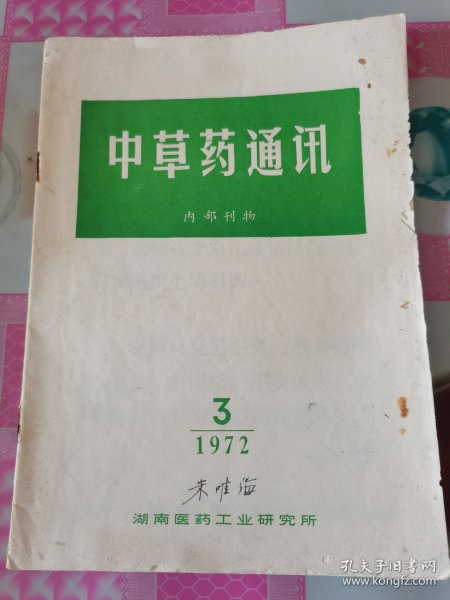 中草药通讯
内部刊物
3
1972
米唯海
湖南医药工业研究所
孔夫子旧书网
www.kongfz.com